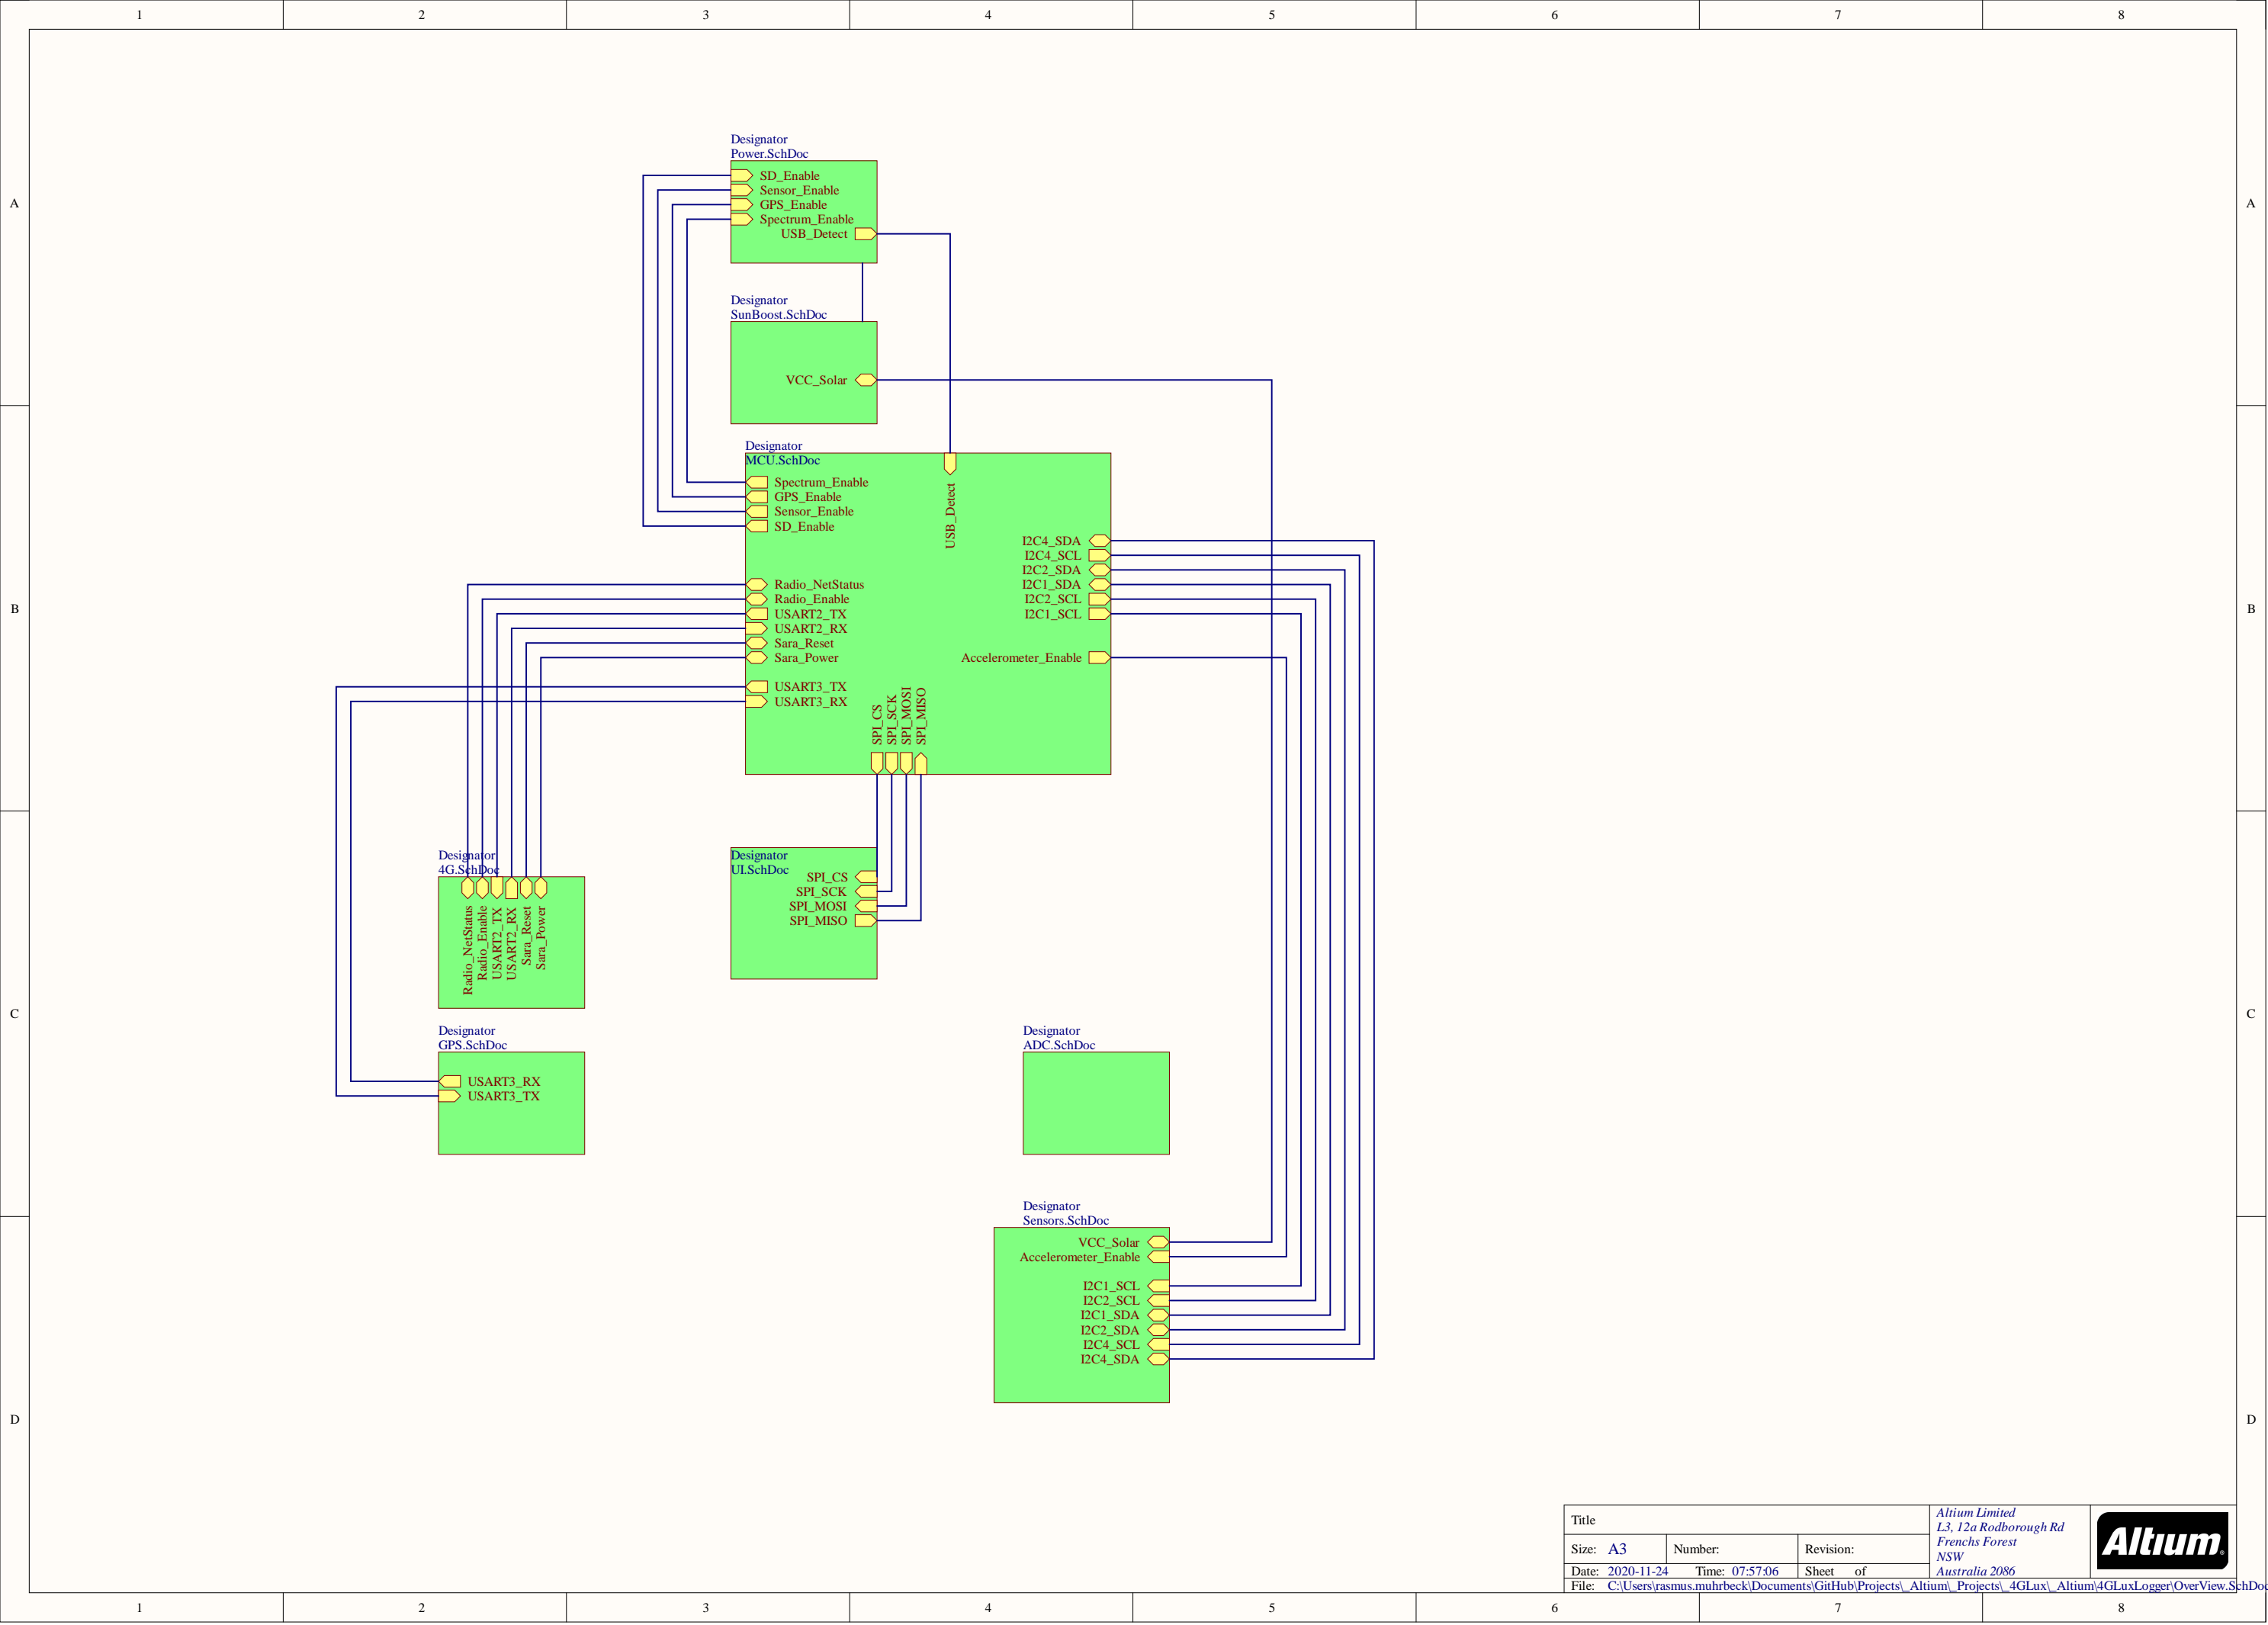 1 2 3 4 5 6 7 8
A A
B B
C C
D D
Designator
Power.SchDoc
SD_Enable
Sensor_Enable
GPS_Enable
Spectrum_Enable
USB_Detect
Designator
SunBoost.SchDoc
VCC_Solar
Designator
MCU.SchDoc
Spectrum_Enable
GPS_Enable
Sensor_Enable
SD_Enable
USB_Detect
I2C4_SDA
I2C4_SCL
I2C2_SDA
I2C1_SDA
I2C2_SCL
I2C1_SCL
Radio_NetStatus
Radio_Enable
USART2_TX
USART2_RX
Sara_Reset
Sara_Power
Accelerometer_Enable
USART3_TX
USART3_RX
SPI_CS
SPI_SCK
SPI_MOSI
SPI_MISO
Designator
4G.SchDoc
Radio_NetStatus
Radio_Enable
USART2_TX
USART2_RX
Sara_Reset
Sara_Power
Designator
UI.SchDoc
SPI_CS
SPI_SCK
SPI_MOSI
SPI_MISO
Designator
GPS.SchDoc
USART3_RX
USART3_TX
Designator
ADC.SchDoc
Designator
Sensors.SchDoc
VCC_Solar
Accelerometer_Enable
I2C1_SCL
I2C2_SCL
I2C1_SDA
I2C2_SDA
I2C4_SCL
I2C4_SDA
Title
Size: A3 Number: Revision:
Date: 2020-11-24 Time: 07:57:06 Sheet of
File: C:\Users\rasmus.muhrbeck\Documents\GitHub\Projects\_Altium\_Projects\_4GLux\_Altium\4GLuxLogger\OverView.SchDoc
Altium Limited
L3, 12a Rodborough Rd
Frenchs Forest
NSW
Australia 2086
Altium
1 2 3 4 5 6 7 8